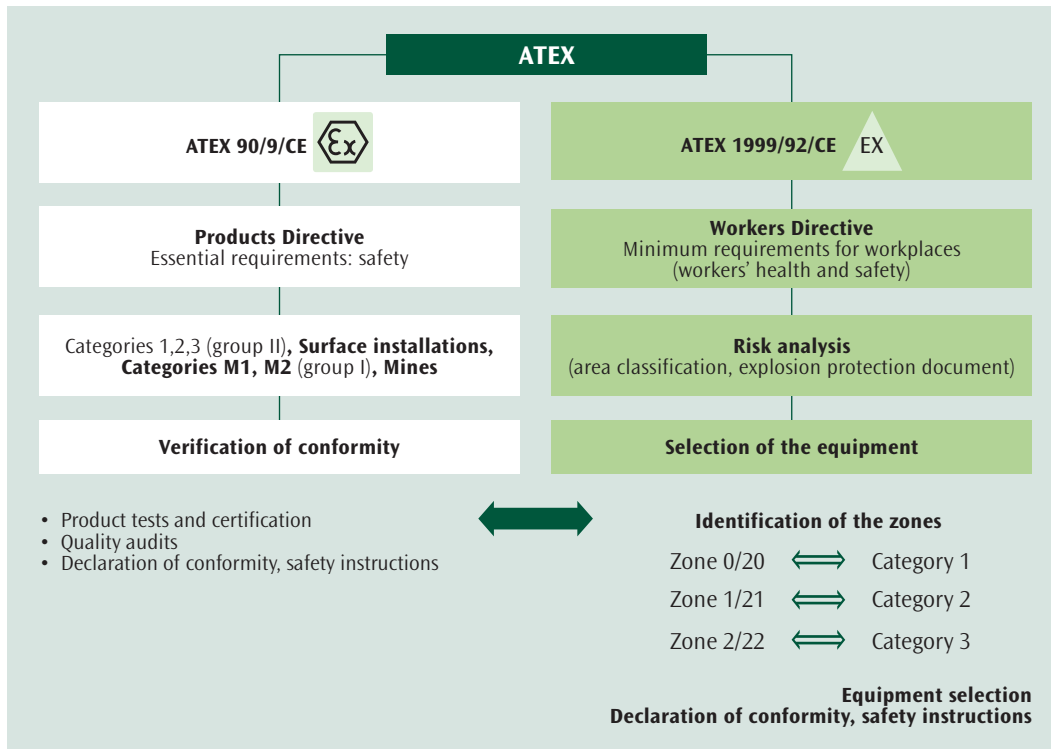 ATEX
ATEX 90/9/CE
Ex
Products Directive
Essential requirements: safety
Categories 1,2,3 (group II), Surface installations,
Categories M1, M2 (group I), Mines
Verification of conformity
• Product tests and certification
• Quality audits
• Declaration of conformity, safety instructions
ATEX 1999/92/CE
EX
Workers Directive
Minimum requirements for workplaces
(workers’ health and safety)
Risk analysis
(area classification, explosion protection document)
Selection of the equipment
Identification of the zones
Zone 0/20 Category 1
Zone 1/21 Category 2
Zone 2/22 Category 3
Equipment selection
Declaration of conformity, safety instructions